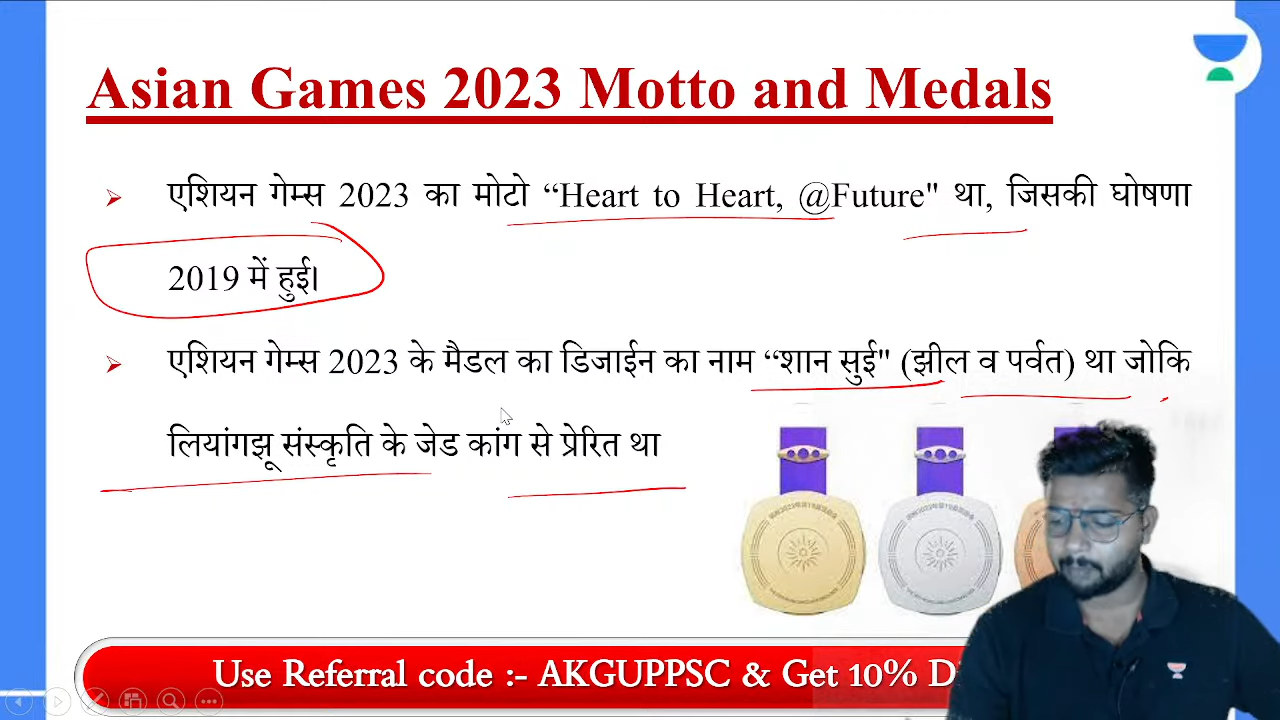 Asian Games 2023 Motto and Medals
एशियन गेम्स 2023 का मोटो “Heart to Heart, @Future" था, जिसकी घोषणा
2019 में हुई।
एशियन गेम्स 2023 के मैडल का डिजाईन का नाम “शान सुई" (झील व पर्वत) था जोकि
लियांगझू संस्कृति के जेड कांग से प्रेरित था
Use Referral code :- AKGUPPSC & Get 10%